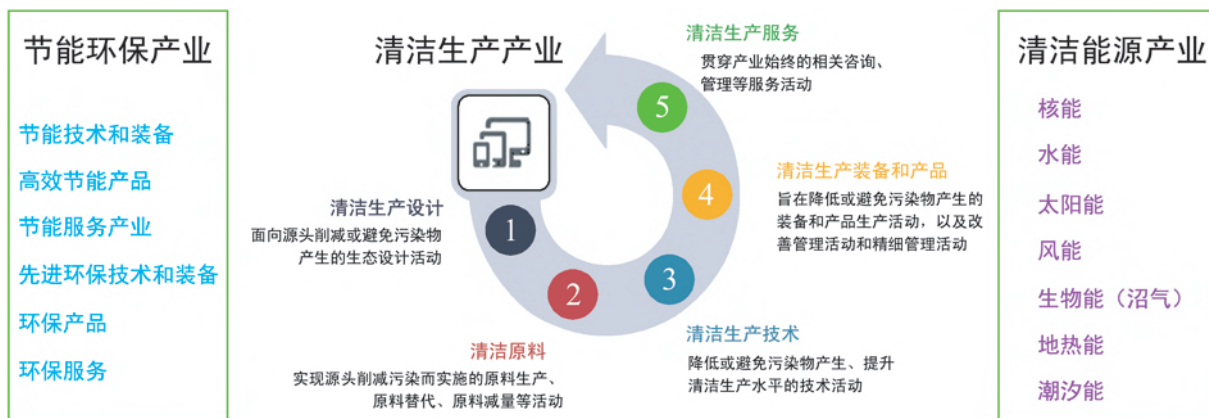 节能环保产业
节能技术和装备
高效节能产品
节能服务产业
先进环保技术和装备
环保产品
环保服务
清洁生产产业
1
清洁生产设计
面向源头削减或避免污染物
产生的生态设计活动
2
清洁原料
实现源头削减污染而实施的原料生产、
原料替代、原料减量等活动
3
清洁生产技术
降低或避免污染物产生、提升
清洁生产水平的技术活动
4
清洁生产装备和产品
旨在降低或避免污染物产生的
装备和产品生产活动，以及改
善管理活动和精细管理活动
5
清洁生产服务
贯穿产业始终的相关咨询、
管理等服务活动
清洁能源产业
核能
水能
太阳能
风能
生物能（沼气）
地热能
潮汐能